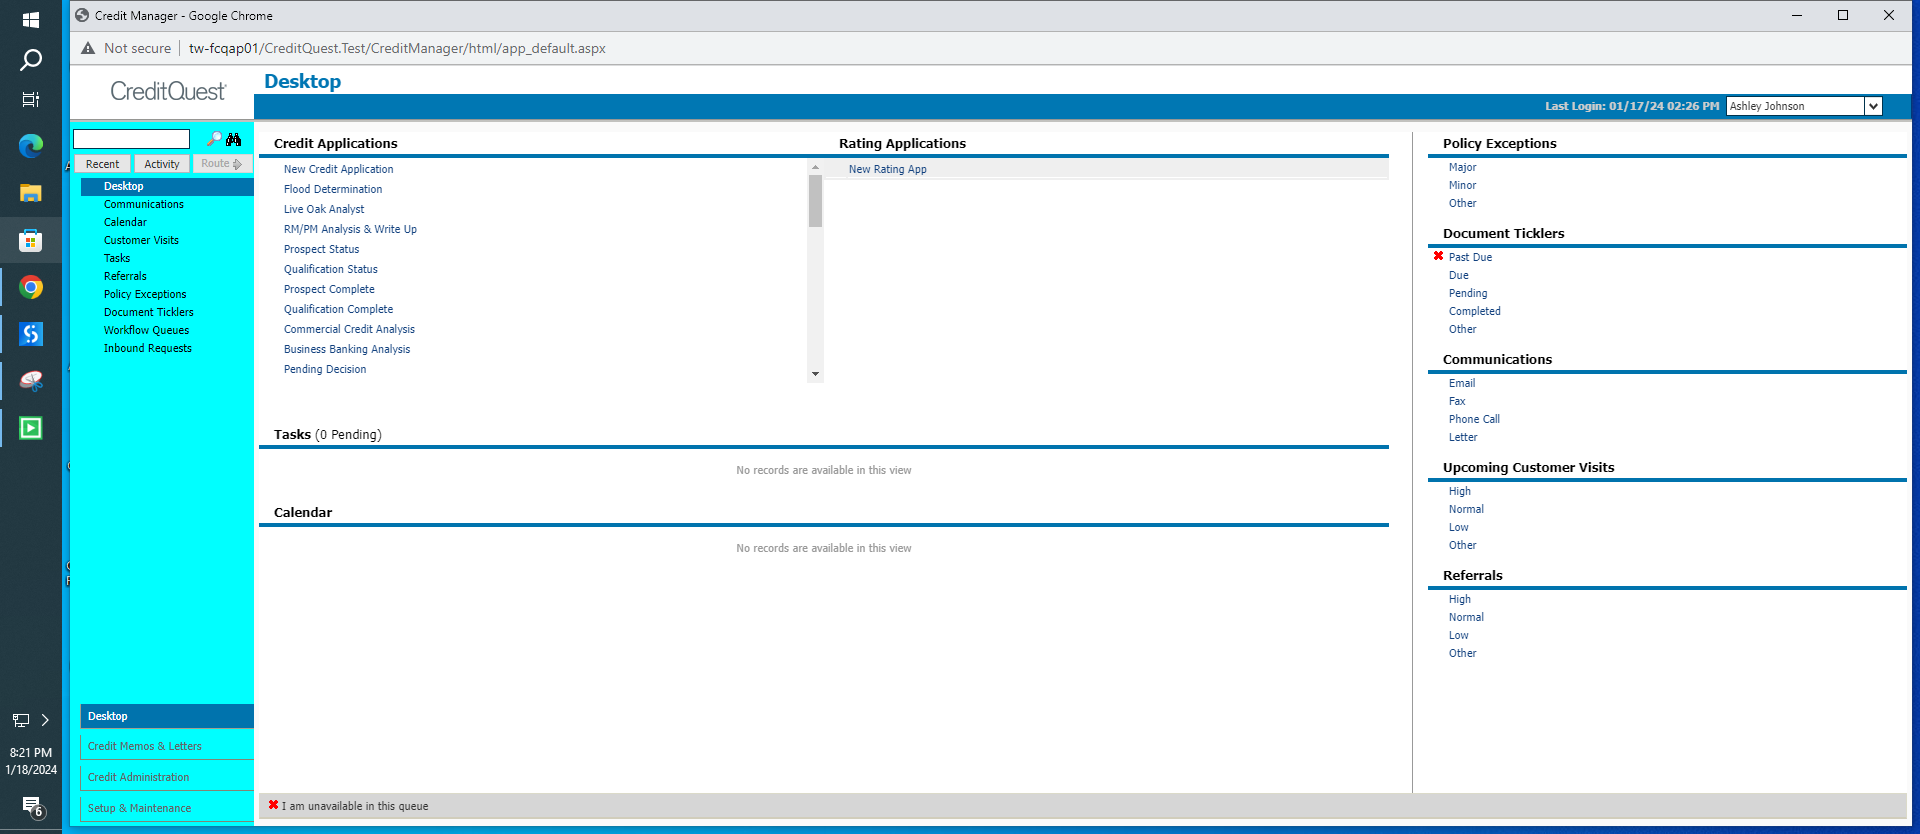 Credit Manager - Google Chrome
Not secure
tw-fcqap01/CreditQuest.Test/CreditManager/html/app_default.aspx
CreditQuest
Desktop
Last Login: 01/17/24 02:26 PM
Ashley Johnson
Recent
Activity
Route
Desktop
Communications
Calendar
Customer Visits
Tasks
Referrals
Policy Exceptions
Document Ticklers
Workflow Queues
Inbound Requests
Desktop
Credit Memos & Letters
Credit Administration
Setup & Maintenance
Credit Applications
New Credit Application
Flood Determination
Live Oak Analyst
RM/PM Analysis & Write Up
Prospect Status
Qualification Status
Prospect Complete
Qualification Complete
Commercial Credit Analysis
Business Banking Analysis
Pending Decision
Rating Applications
New Rating App
Tasks (0 Pending)
No records are available in this view
Calendar
No records are available in this view
I am unavailable in this queue
Policy Exceptions
Major
Minor
Other
Document Ticklers
Past Due
Due
Pending
Completed
Other
Communications
Email
Fax
Phone Call
Letter
Upcoming Customer Visits
High
Normal
Low
Other
Referrals
High
Normal
Low
Other
8:21 PM
1/18/2024
6